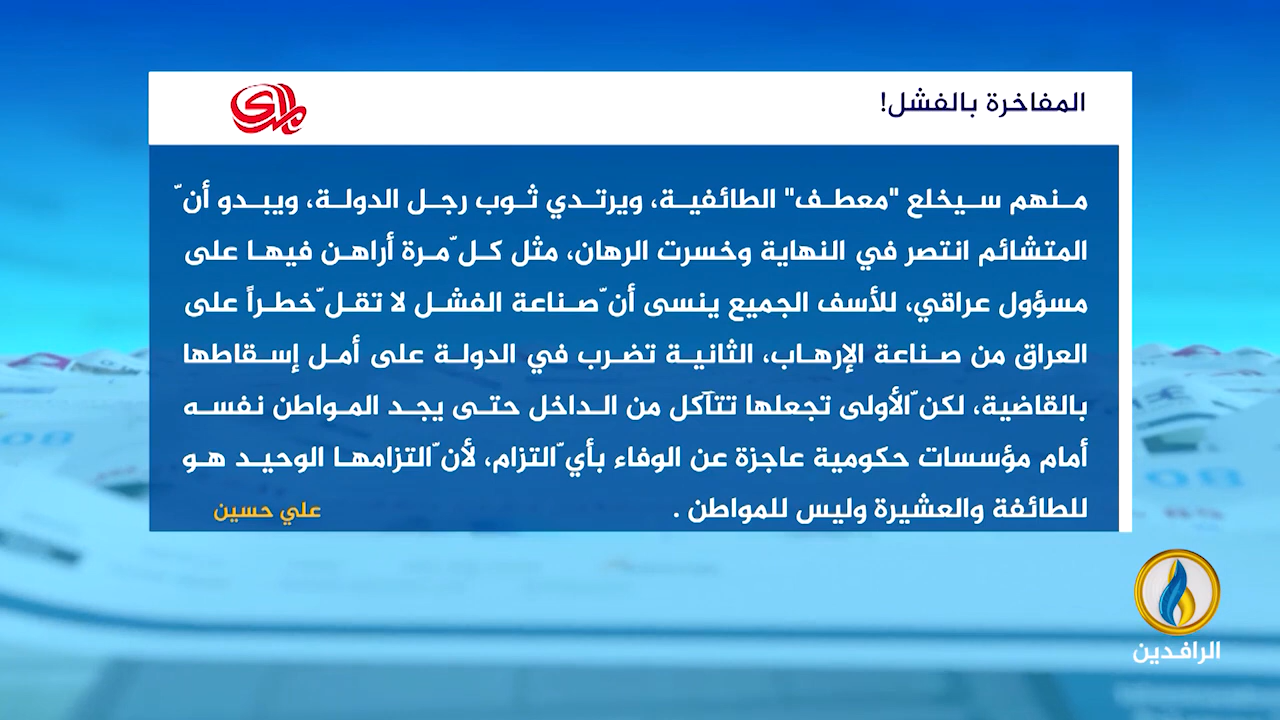 المفاخرة بالفشل!
المدى
منهم سيخلع "معطف" الطائفية، ويرتدي ثوب رجل الدولة، ويبدو أنّ
المتشائم انتصر في النهاية وخسرت الرهان، مثل كلّ مرة أراهن فيها على
مسؤول عراقي، للأسف الجميع ينسى أنّ صناعة الفشل لا تقلّ خطراً على
العراق من صناعة الإرهاب، الثانية تضرب في الدولة على أمل إسقاطها
بالقاضية، لكنّ الأولى تجعلها تتآكل من الداخل حتى يجد المواطن نفسه
أمام مؤسسات حكومية عاجزة عن الوفاء بأيّ التزام، لأنّ التزامها الوحيد هو
للطائفة والعشيرة وليس للمواطن .
علي حسين
الرافدين